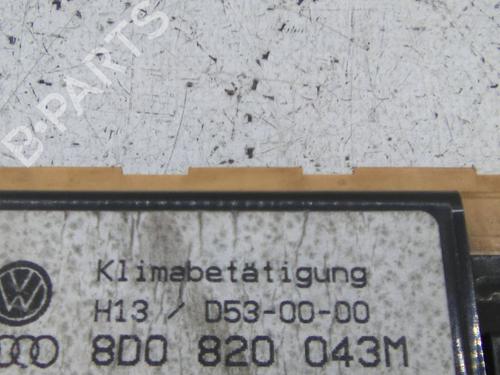 B-PARTS
Klimabetätigung
H13 / D53-00-00
8D0 820 043M